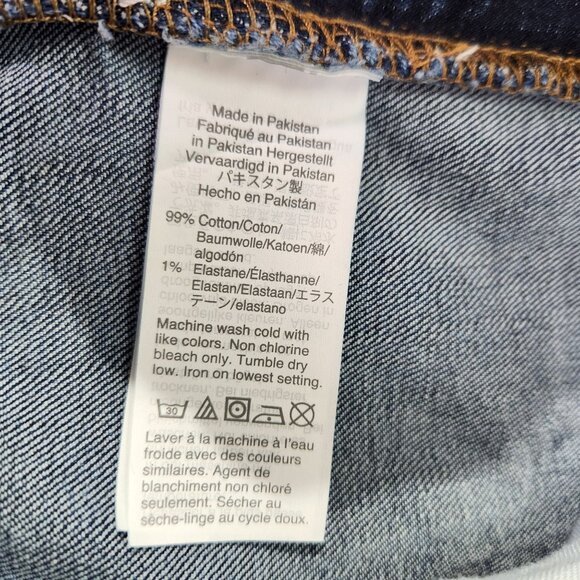 Made in Pakistan
Fabriqué au Pakistan
in Pakistan Hergestellt
Vervaardigd in Pakistan
パキスタン製
Hecho en Pakistán
99% Cotton/Coton/
Baumwolle/Katoen/綿/
algodón
1% Elastane/Élasthanne/
Elastan/Elastaan/エラス
テーン/elastano
Machine wash cold with
like colors. Non chlorine
bleach only. Tumble dry
low. Iron on lowest setting.
30
Laver à la machine à l'eau
froide avec des couleurs
similaires. Agent de
blanchiment non chloré
seulement. Sécher au
sèche-linge au cycle doux.